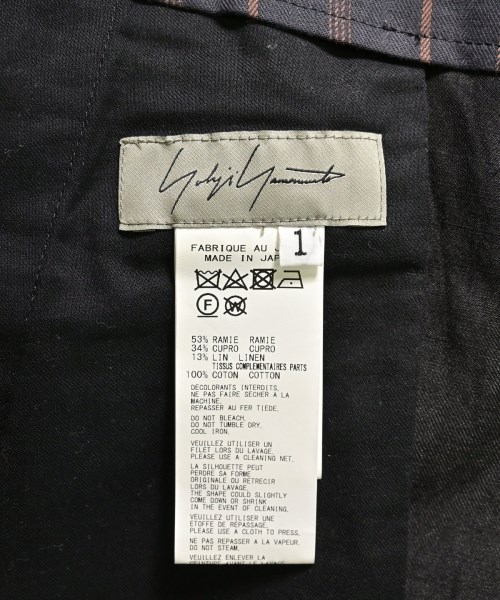 Yohji Yamamoto
1
FABRIQUE AU J
MADE IN JAP
F W
53% RAMIE RAMIE
34% CUPRO CUPRO
13% LIN LINEN
TISSUS COMPLEMENTAIRES PARTS
100% COTON COTTON
DECOLORANTS INTERDITS.
NE PAS FAIRE SECHER A LA
MACHINE.
REPASSER AU FER TIEDE.
DO NOT BLEACH.
DO NOT TUMBLE DRY.
COOL IRON.
VEUILLEZ UTILISER UN
FILET LORS DU LAVAGE.
PLEASE USE A CLEANING NET.
LA SILHOUETTE PEUT
PERDRE SA FORME
ORIGINALE OU RETRECIR
LORS DU LAVAGE.
THE SHAPE COULD SLIGHTLY
COME DOWN OR SHRINK
IN THE EVENT OF CLEANING.
VEUILLEZ UTILISER UNE
ETOFFE DE REPASSAGE.
PLEASE USE A CLOTH TO PRESS.
NE PAS REPASSER A LA VAPEUR.
DO NOT STEAM.
VEUILLEZ ENLEVER LA
CEINTURE AVANT LE